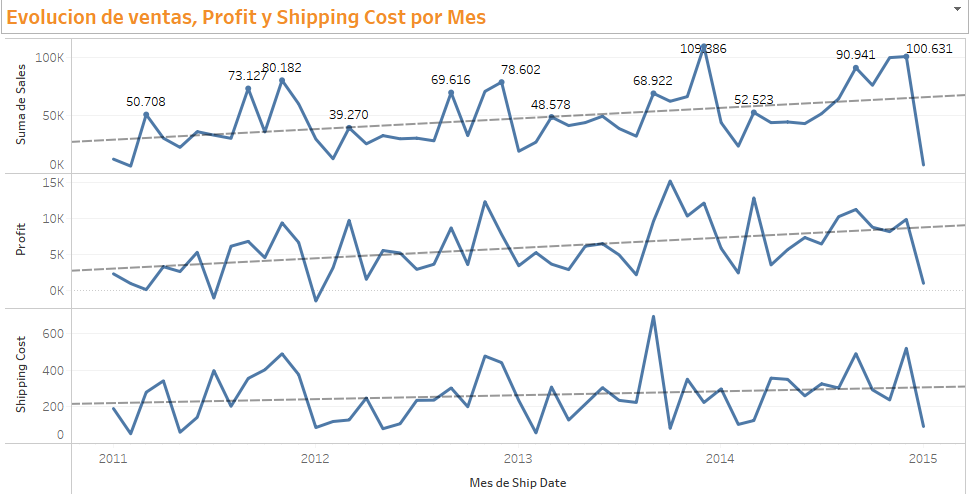 Evolucion de ventas, Profit y Shipping Cost por Mes
Suma de Sales
100K
50K
0K
50.708
73.127
80.182
39.270
69.616
78.602
48.578
68.922
109.386
52.523
90.941
100.631
Profit
15K
10K
5K
0K
Shipping Cost
600
400
200
0
2011 2012 2013 2014 2015
Mes de Ship Date